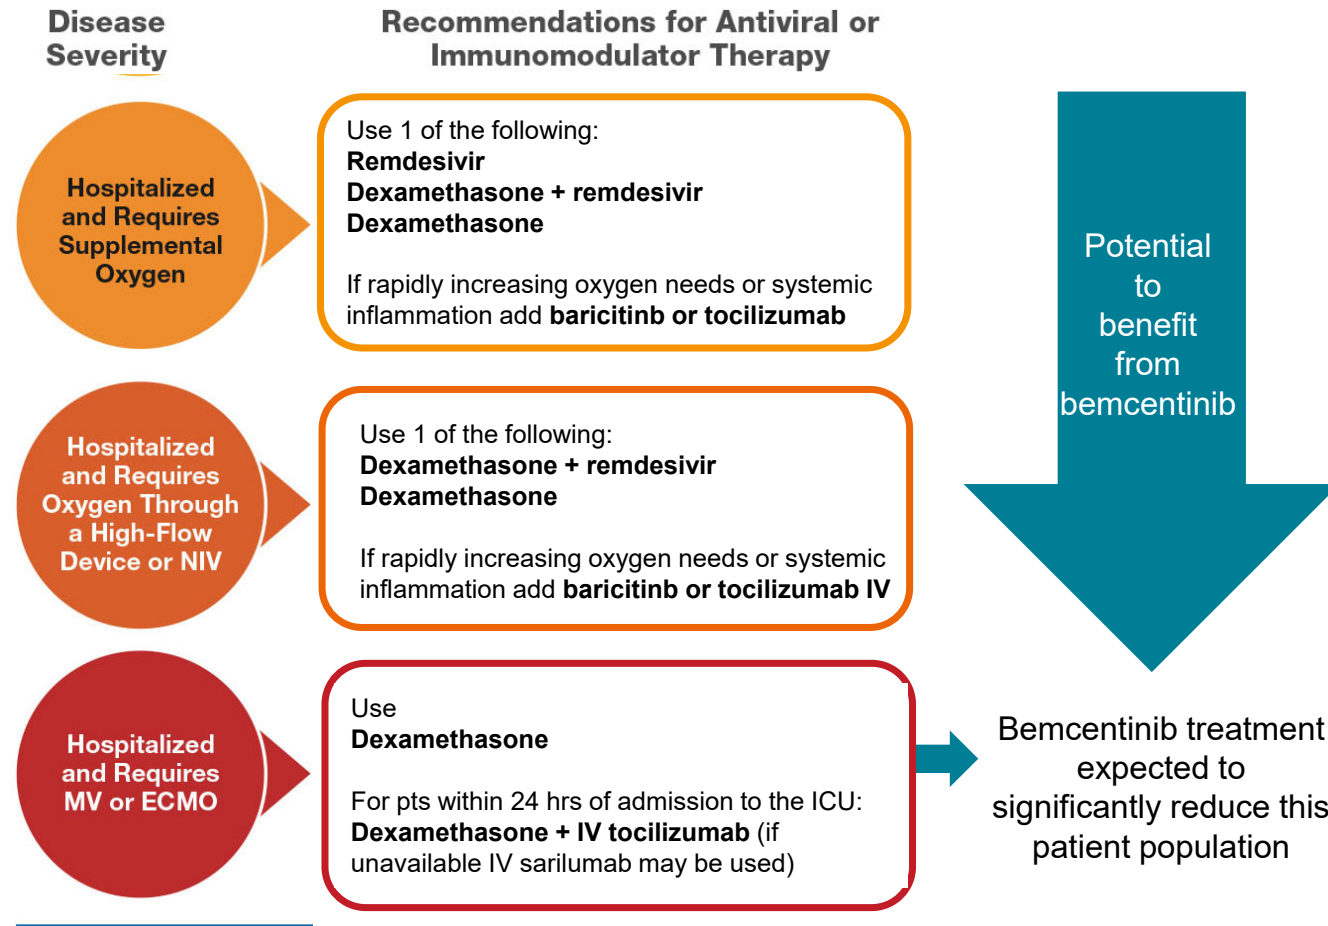 Disease
Severity
Recommendations for Antiviral or
Immunomodulator Therapy
Hospitalized
and Requires
Supplemental
Oxygen
Use 1 of the following:
Remdesivir
Dexamethasone + remdesivir
Dexamethasone
If rapidly increasing oxygen needs or systemic
inflammation add baricitinb or tocilizumab
Hospitalized
and Requires
Oxygen Through
a High-Flow
Device or NIV
Use 1 of the following:
Dexamethasone + remdesivir
Dexamethasone
If rapidly increasing oxygen needs or systemic
inflammation add baricitinb or tocilizumab IV
Hospitalized
and Requires
MV or ECMO
Use
Dexamethasone
For pts within 24 hrs of admission to the ICU:
Dexamethasone + IV tocilizumab (if
unavailable IV sarilumab may be used)
Potential
to
benefit
from
bemcentinib
Bemcentinib treatment
expected to
significantly reduce this
patient population